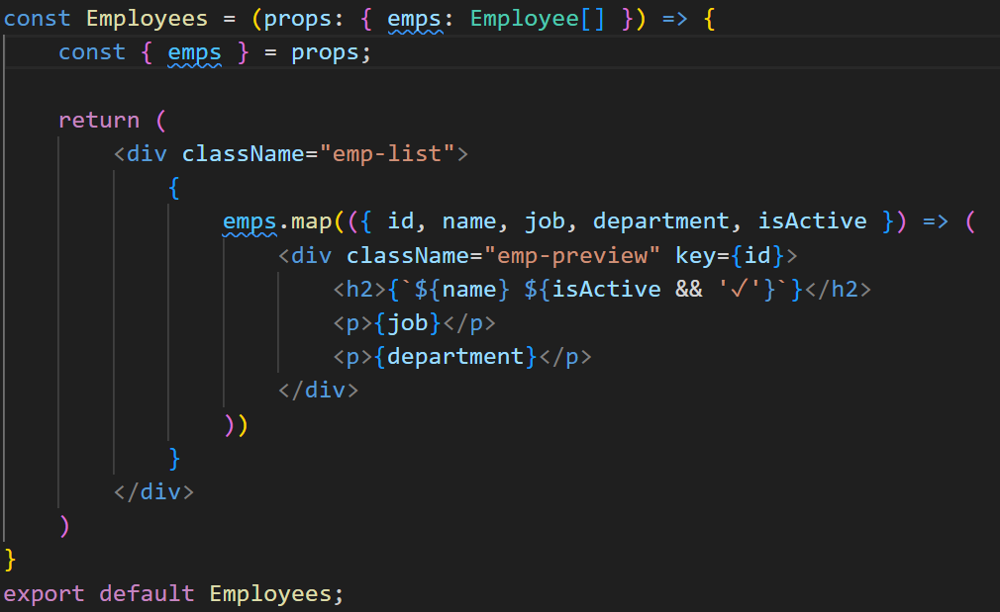 const Employees = (props: { emps: Employee[] }) => {
    const { emps } = props;

    return (
        <div className="emp-list">
            {
                emps.map(({ id, name, job, department, isActive }) => (
                    <div className="emp-preview" key={id}>
                        <h2>{`${name} ${isActive && '✓'}`}</h2>
                        <p>{job}</p>
                        <p>{department}</p>
                    </div>
                ))
            }
        </div>
    )
}
export default Employees;